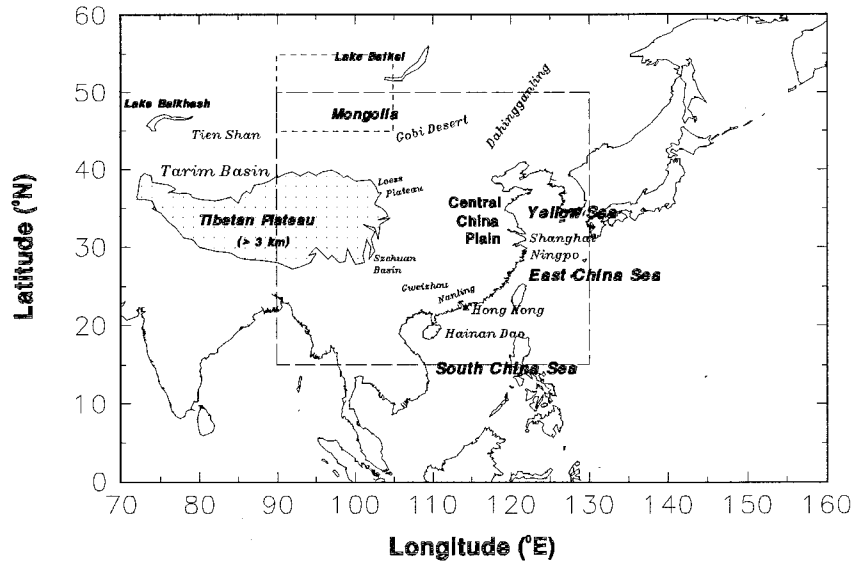 60
50
40
30
20
10
0
Latitude (°N)
Lake Baikal
Lake Balkhash
Tien Shan
Mongolia
Gobi Desert
Dahingganling
Tarim Basin
Loess
Plateau
Tibetan Plateau
(> 3 km)
Central
China
Plain
Yellow Sea
Shanghai
Ningpo
Szchuan
Basin
East China Sea
Gweizhou
Nanling
Hong Kong
Hainan Dao
South China Sea
70 80 90 100 110 120 130 140 150 160
Longitude (°E)